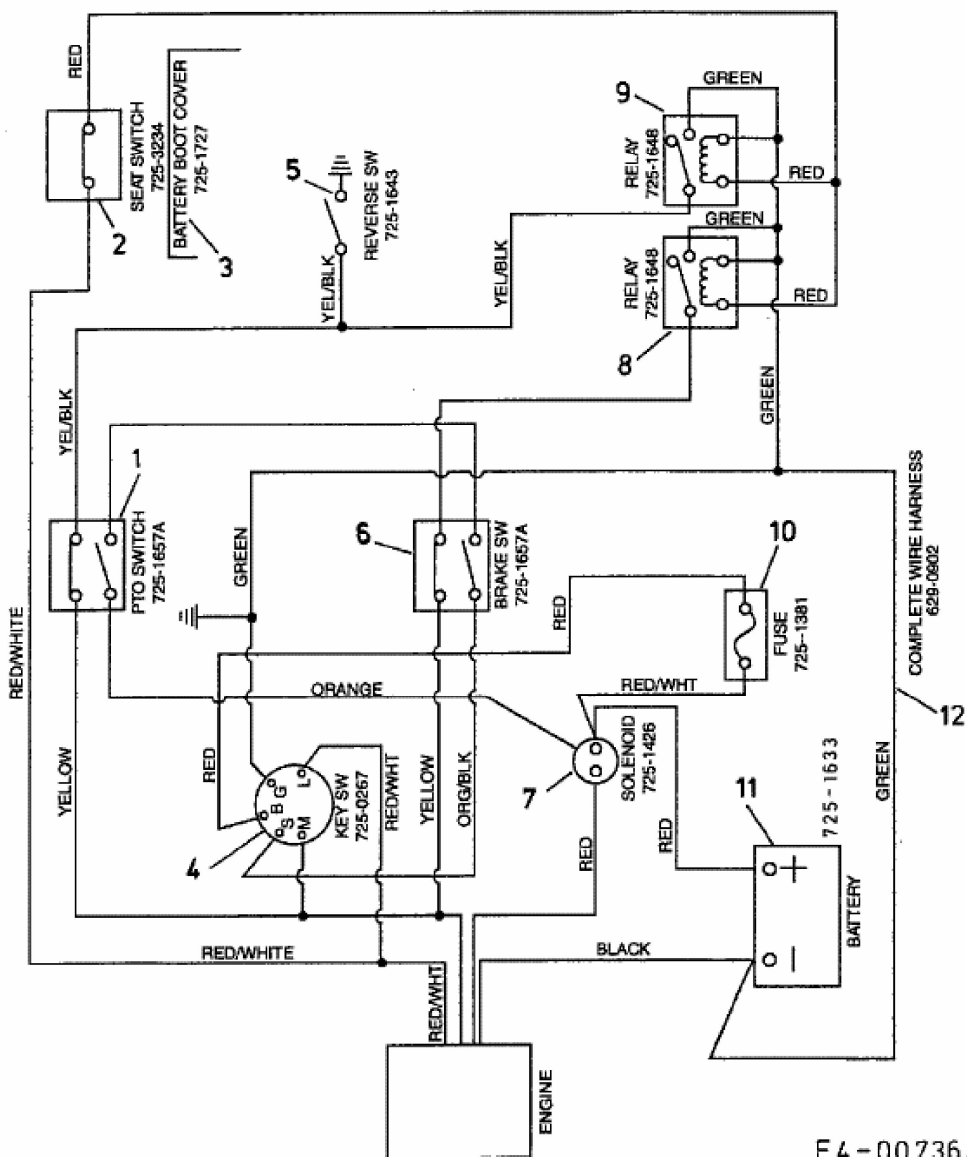 RED
SEAT SWITCH
725-3234
BATTERY BOOT COVER
725-1727
2
3
5
REVERSE SW
725-1643
YEL/BLK
YEL/BLK
9
GREEN
RELAY
725-1648
RED
GREEN
RELAY
725-1648
RED
8
GREEN
YEL/BLK
1
PTO SWITCH
725-1657A
GREEN
6
BRAKE SW
725-1657A
RED
10
FUSE
725--1381
COMPLETE WIRE HARNESS
629-0902
12
RED/WHITE
ORANGE
RED/WHT
SOLENOID
725-1426
7
YELLOW
RED
G
L
B
S
M
KEY SW
725-0267
4
RED/WHT
YELLOW
ORG/BLK
RED
RED
11
725-1633
+
−
BATTERY
GREEN
RED/WHITE
BLACK
RED/WHT
ENGINE
F4-00736